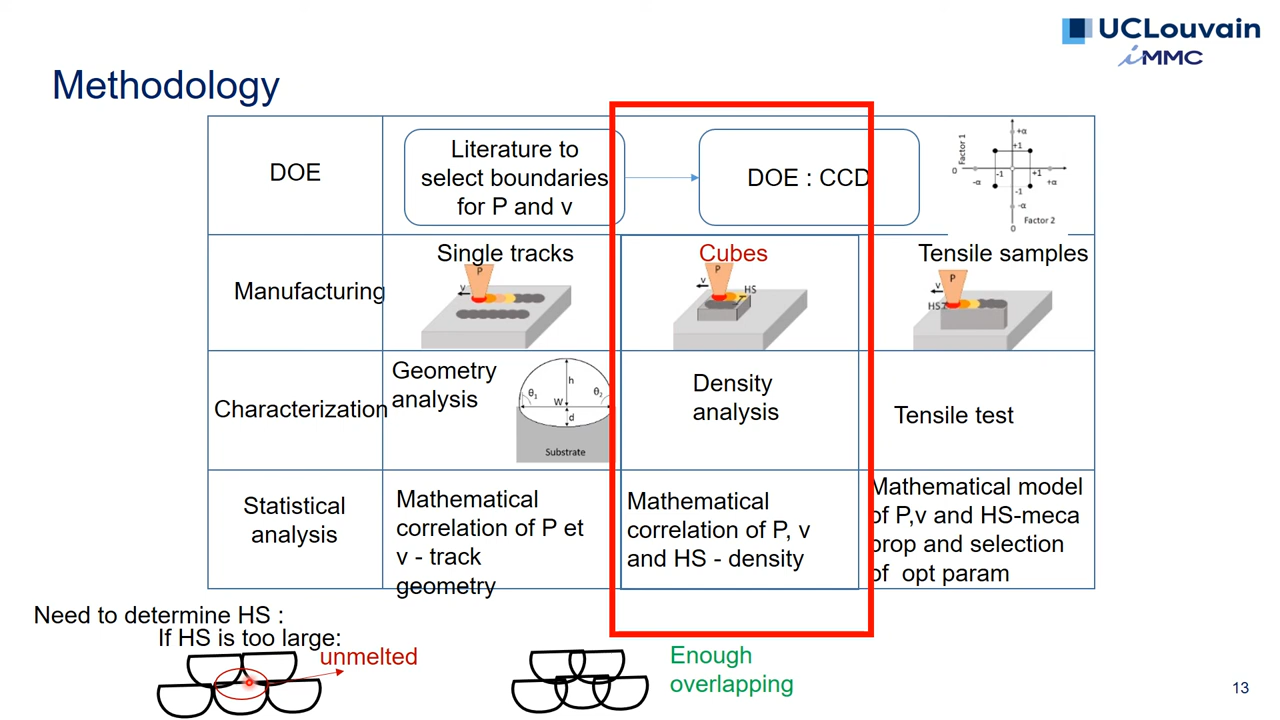 UCLouvain
iMMC
Methodology
DOE
Literature to
select boundaries
for P and v
DOE : CCD
Factor 1
+α
+1
0
-α
-1
+1
+α
-1
-α
0
Factor 2
Manufacturing
Single tracks
P
v
Cubes
P
v
HS
Tensile samples
P
v
HS
Characterization
Geometry
analysis
h
θ1
θ2
W
d
Substrate
Density
analysis
Tensile test
Statistical
analysis
Mathematical
correlation of P et
v - track
geometry
Mathematical
correlation of P, v
and HS - density
Mathematical model
of P,v and HS-meca
prop and selection
of opt param
Need to determine HS :
If HS is too large:
unmelted
Enough
overlapping
13